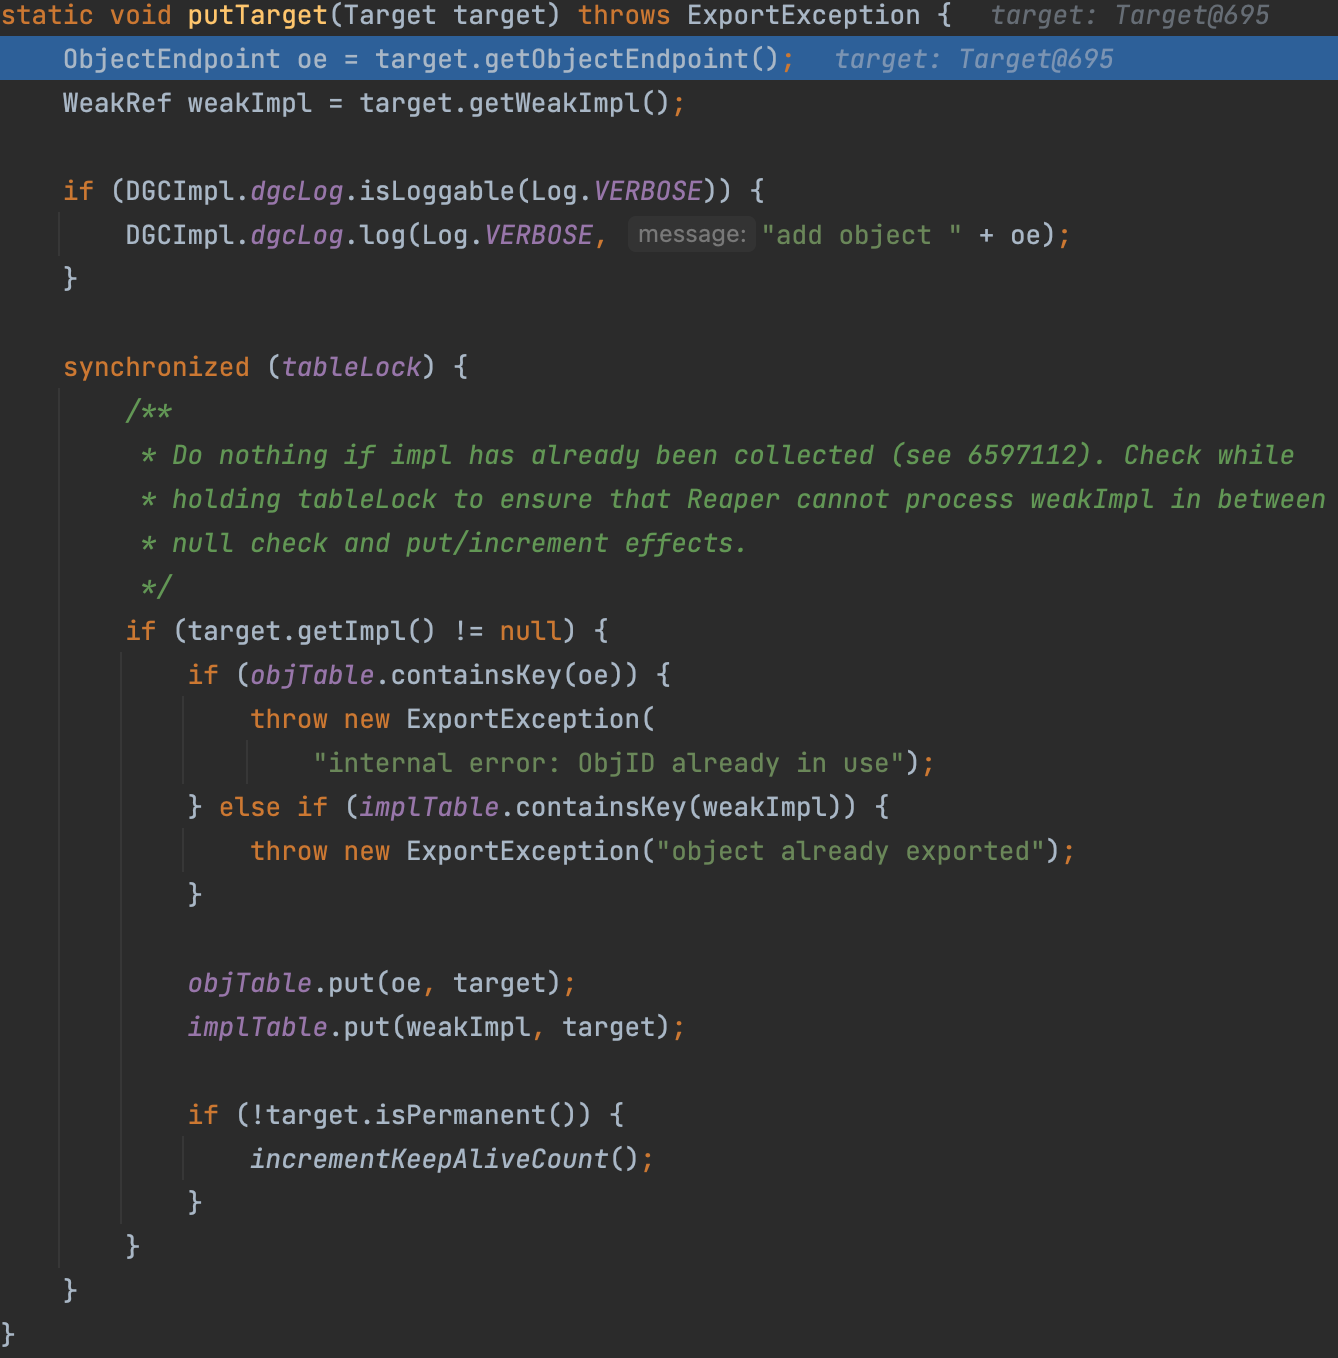 static void putTarget(Target target) throws ExportException {   target: Target@695
    ObjectEndpoint oe = target.getObjectEndpoint();   target: Target@695
    WeakRef weakImpl = target.getWeakImpl();

    if (DGCImpl.dgcLog.isLoggable(Log.VERBOSE)) {
        DGCImpl.dgcLog.log(Log.VERBOSE, message: "add object " + oe);
    }

    synchronized (tableLock) {
        /**
         * Do nothing if impl has already been collected (see 6597112). Check while
         * holding tableLock to ensure that Reaper cannot process weakImpl in between
         * null check and put/increment effects.
         */
        if (target.getImpl() != null) {
            if (objTable.containsKey(oe)) {
                throw new ExportException(
                    "internal error: ObjID already in use");
            } else if (implTable.containsKey(weakImpl)) {
                throw new ExportException("object already exported");
            }

            objTable.put(oe, target);
            implTable.put(weakImpl, target);

            if (!target.isPermanent()) {
                incrementKeepAliveCount();
            }
        }
    }
}